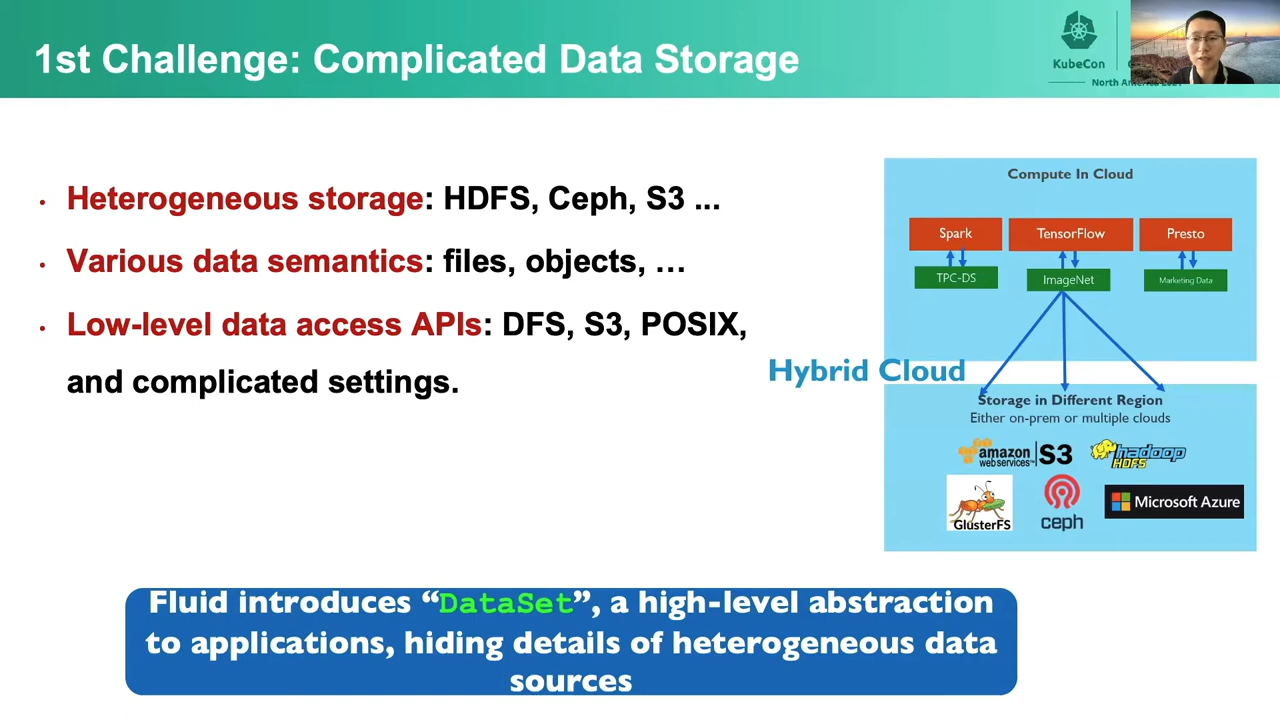 1st Challenge: Complicated Data Storage
KubeCon
North America 2021
• Heterogeneous storage: HDFS, Ceph, S3 ...
• Various data semantics: files, objects, …
• Low-level data access APIs: DFS, S3, POSIX,
and complicated settings.
Compute In Cloud
Spark
TensorFlow
Presto
TPC-DS
ImageNet
Marketing Data
Hybrid Cloud
Storage in Different Region
Either on-prem or multiple clouds
amazon
web services™
S3
hadoop
HDFS
GlusterFS
ceph
Microsoft Azure
Fluid introduces “DataSet”, a high-level abstraction
to applications, hiding details of heterogeneous data
sources